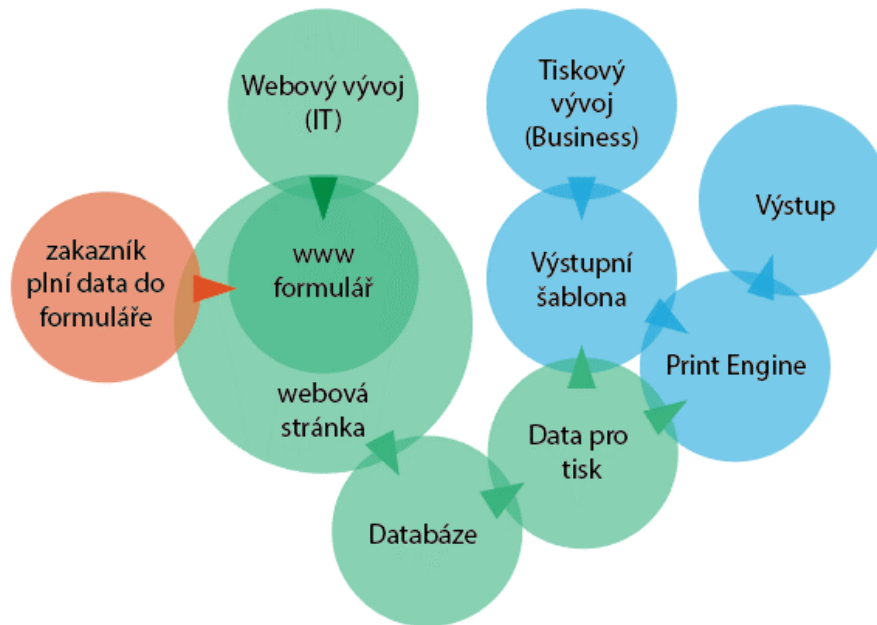 Webový vývoj
(IT)
Tiskový
vývoj
(Business)
Výstup
zakazník
plní data do
formuláře
www
formulář
Výstupní
šablona
Print Engine
webová
stránka
Data pro
tisk
Databáze